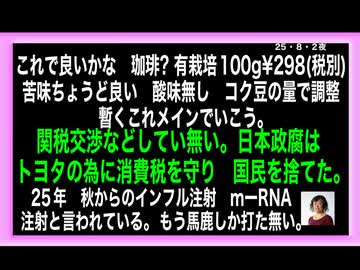 25・8・2夜
これで良いかな 珈琲? 有栽培100g¥298(税別)
苦味ちょうど良い 酸味無し コク豆の量で調整
暫くこれメインでいこう。
関税交渉などしてい無い。日本政腐は
トヨタの為に消費税を守り 国民を捨てた。
25年 秋からのインフル注射 mーRNA
注射と言われている。もう馬鹿しか打た無い。